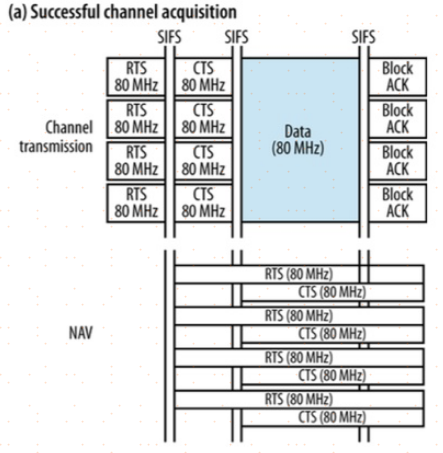 (a) Successful channel acquisition
SIFS SIFS SIFS
RTS CTS Block
80 MHz 80 MHz ACK
RTS CTS Block
80 MHz 80 MHz ACK
Channel
transmission
Data
(80 MHz)
RTS CTS Block
80 MHz 80 MHz ACK
RTS CTS Block
80 MHz 80 MHz ACK
RTS (80 MHz)
CTS (80 MHz)
RTS (80 MHz)
CTS (80 MHz)
NAV
RTS (80 MHz)
CTS (80 MHz)
RTS (80 MHz)
CTS (80 MHz)